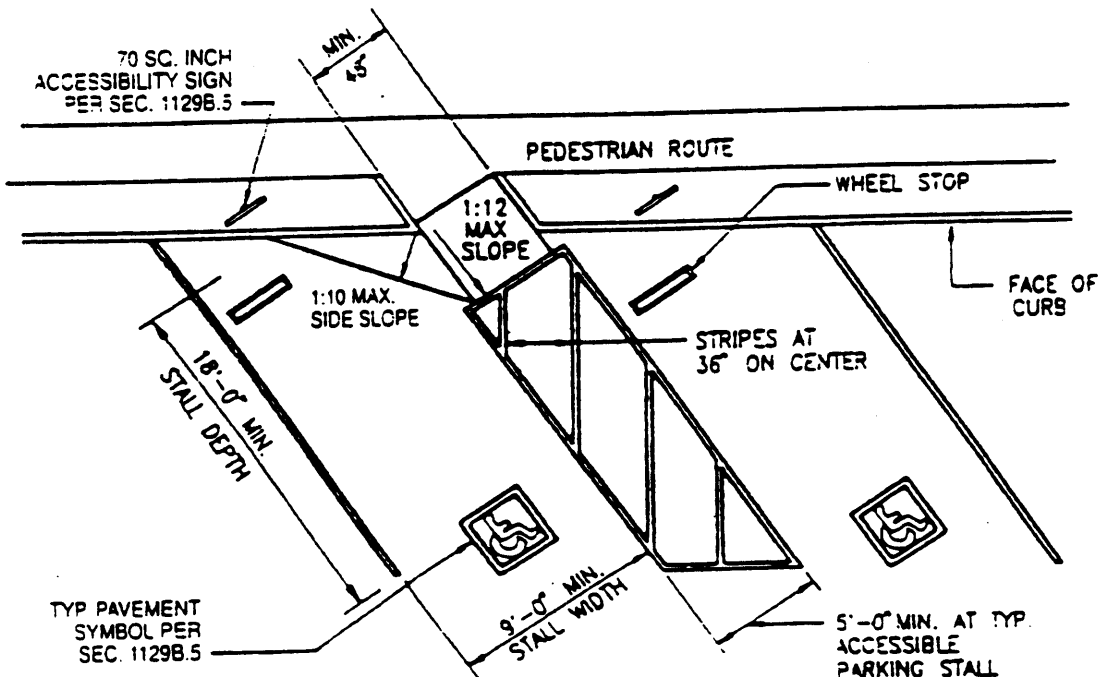 MIN.
70 SQ. INCH
ACCESSIBILITY SIGN
PER SEC. 1129B.5
PEDESTRIAN ROUTE
WHEEL STOP
1:12
MAX
SLOPE
FACE OF
CURB
1:10 MAX.
SIDE SLOPE
STRIPES AT
36" ON CENTER
18'-0" MIN.
STALL DEPTH
TYP PAVEMENT
SYMBOL PER
SEC. 1129B.5
9'-0" MIN.
STALL WIDTH
5'-0" MIN. AT TYP.
ACCESSIBLE
PARKING STALL